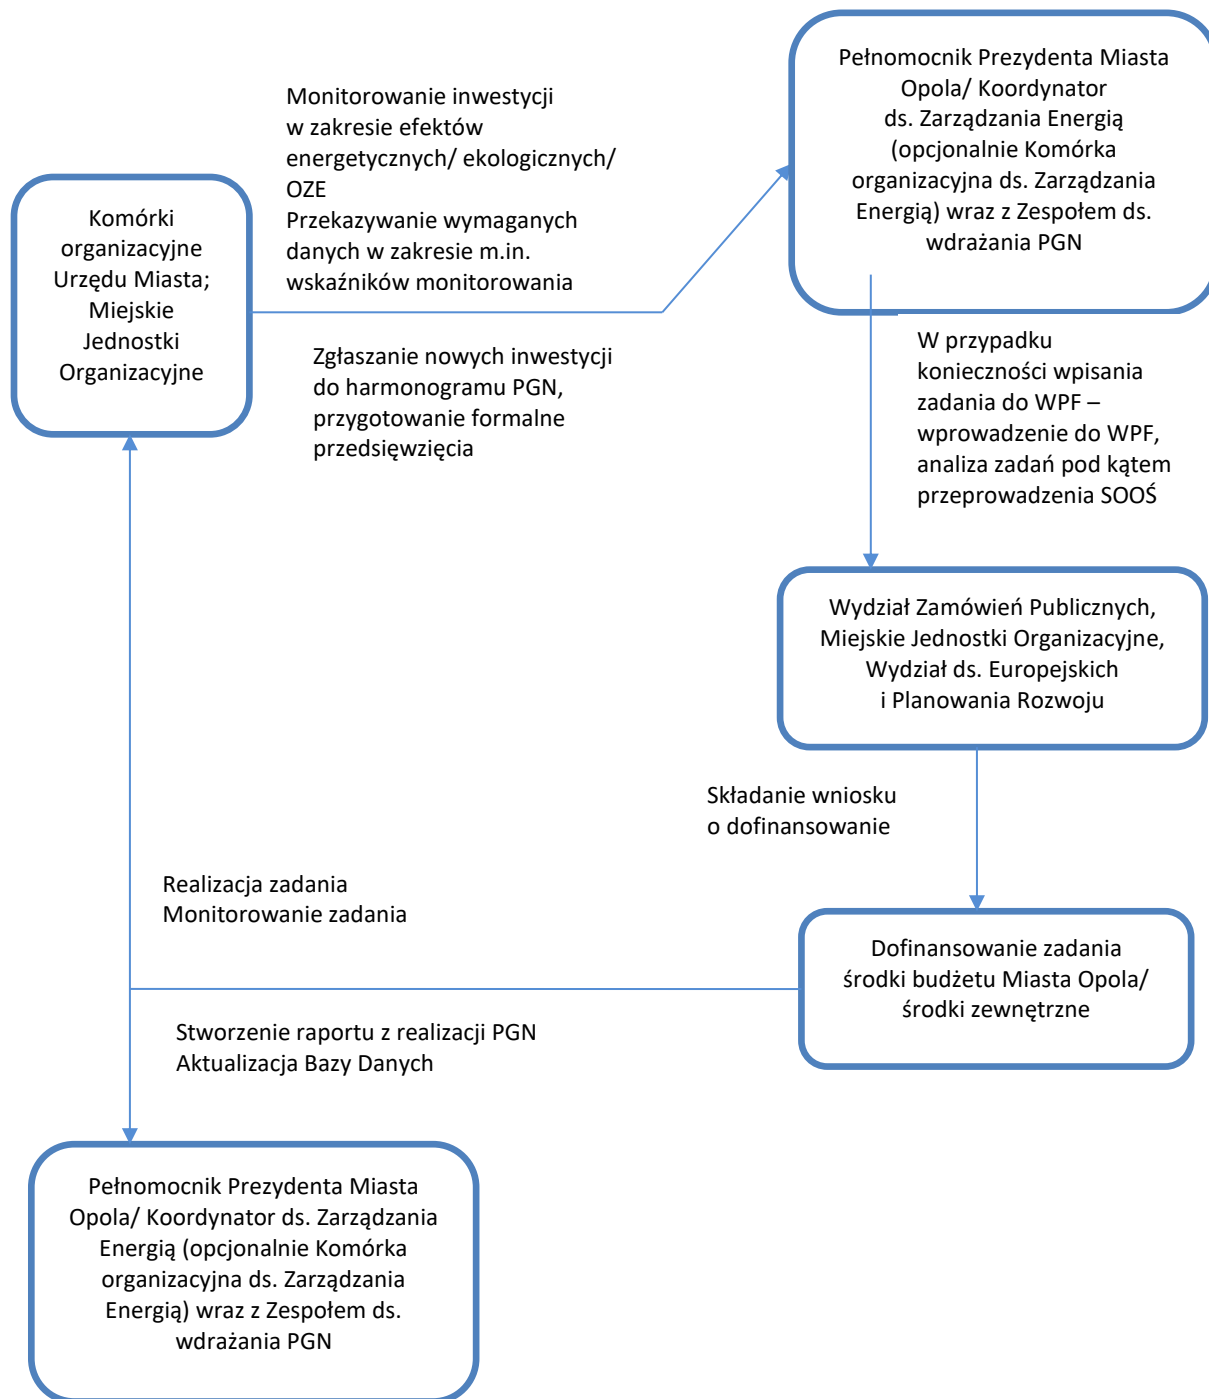 Pełnomocnik Prezydenta Miasta
Opola/ Koordynator
ds. Zarządzania Energią
(opcjonalnie Komórka
organizacyjna ds. Zarządzania
Energią) wraz z Zespołem ds.
wdrażania PGN
Monitorowanie inwestycji
w zakresie efektów
energetycznych/ ekologicznych/
OZE
Przekazywanie wymaganych
danych w zakresie m.in.
wskaźników monitorowania
Komórki
organizacyjne
Urzędu Miasta;
Miejskie
Jednostki
Organizacyjne
Zgłaszanie nowych inwestycji
do harmonogramu PGN,
przygotowanie formalne
przedsięwzięcia
W przypadku
konieczności wpisania
zadania do WPF –
wprowadzenie do WPF,
analiza zadań pod kątem
przeprowadzenia SOOŚ
Wydział Zamówień Publicznych,
Miejskie Jednostki Organizacyjne,
Wydział ds. Europejskich
i Planowania Rozwoju
Składanie wniosku
o dofinansowanie
Realizacja zadania
Monitorowanie zadania
Dofinansowanie zadania
środki budżetu Miasta Opola/
środki zewnętrzne
Stworzenie raportu z realizacji PGN
Aktualizacja Bazy Danych
Pełnomocnik Prezydenta Miasta
Opola/ Koordynator ds. Zarządzania
Energią (opcjonalnie Komórka
organizacyjna ds. Zarządzania
Energią) wraz z Zespołem ds.
wdrażania PGN